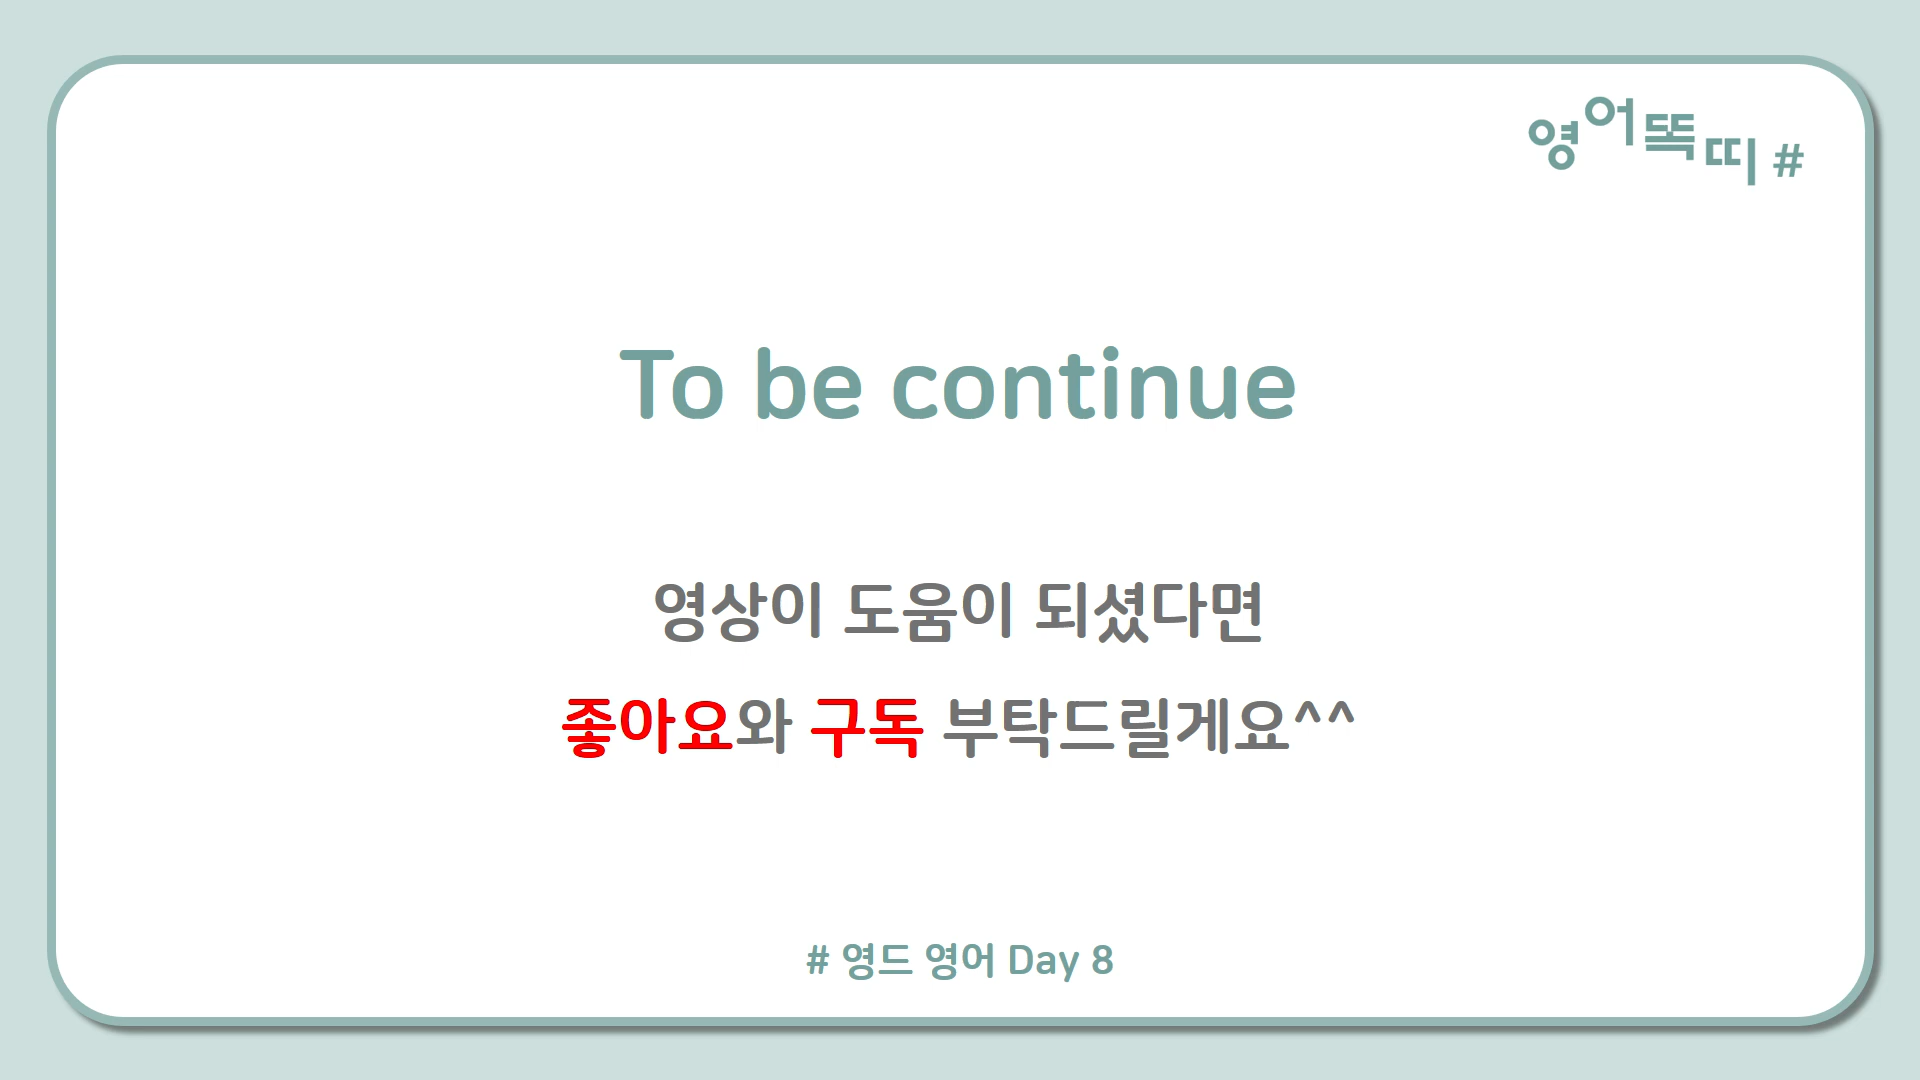 영어똑띠 #
To be continue
영상이 도움이 되셨다면
좋아요와 구독 부탁드릴게요^^
# 영드 영어 Day 8